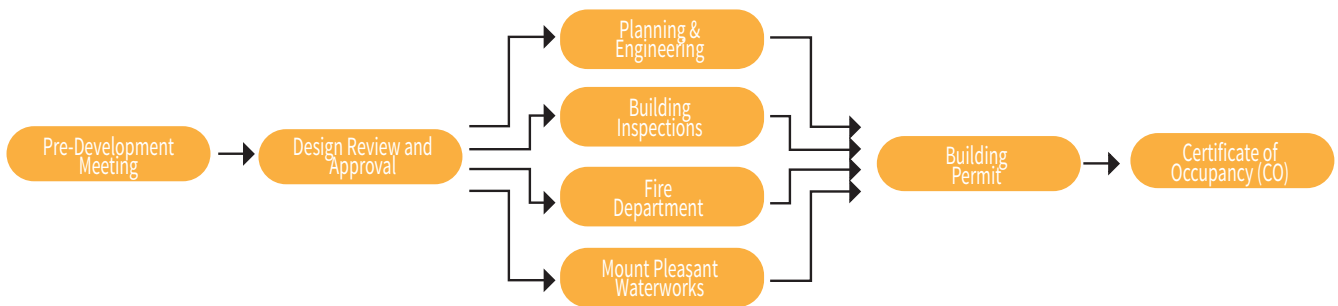 Pre-Development
Meeting
Design Review and
Approval
Planning &
Engineering
Building
Inspections
Fire
Department
Mount Pleasant
Waterworks
Building
Permit
Certificate of
Occupancy (CO)